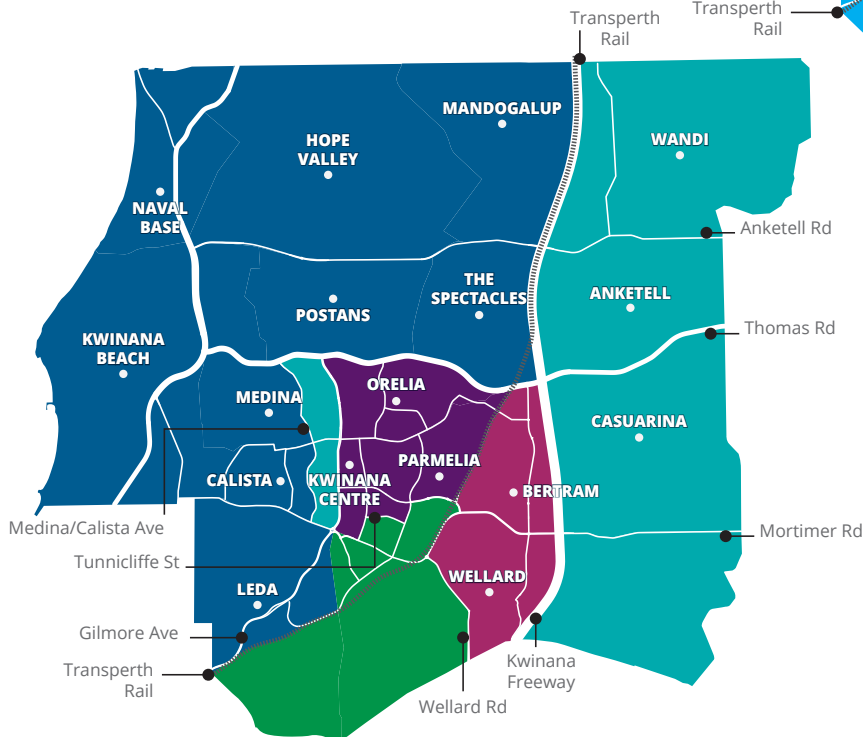 Transperth
Rail
Transperth
Rail
MANDOGALUP
HOPE
VALLEY
WANDI
NAVAL
BASE
Anketell Rd
THE
SPECTACLES
ANKETELL
POSTANS
Thomas Rd
KWINANA
BEACH
ORELIA
MEDINA
CASUARINA
PARMELIA
CALISTA
KWINANA
CENTRE
BERTRAM
Medina/Calista Ave
Mortimer Rd
Tunnicliffe St
WELLARD
LEDA
Gilmore Ave
Transperth
Rail
Kwinana
Freeway
Wellard Rd